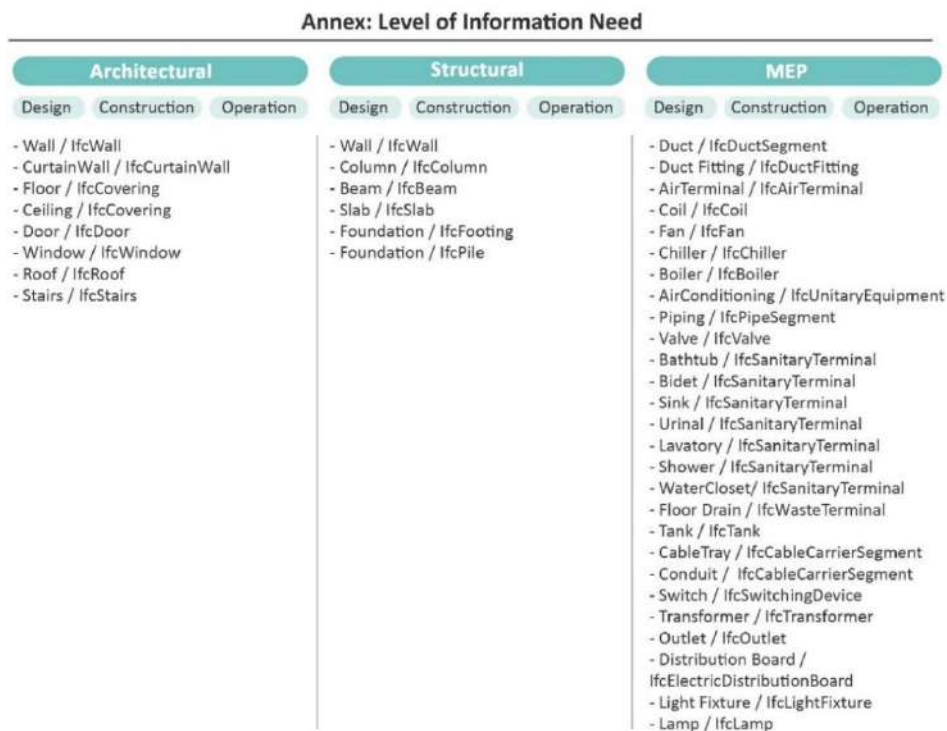 Annex: Level of Information Need
Architectural
Design Construction Operation
- Wall / IfcWall
- CurtainWall / IfcCurtainWall
- Floor / IfcCovering
- Ceiling / IfcCovering
- Door / IfcDoor
- Window / IfcWindow
- Roof / IfcRoof
- Stairs / IfcStairs
Structural
Design Construction Operation
- Wall / IfcWall
- Column / IfcColumn
- Beam / IfcBeam
- Slab / IfcSlab
- Foundation / IfcFooting
- Foundation / IfcPile
MEP
Design Construction Operation
- Duct / IfcDuctSegment
- Duct Fitting / IfcDuctFitting
- AirTerminal / IfcAirTerminal
- Coil / IfcCoil
- Fan / IfcFan
- Chiller / IfcChiller
- Boiler / IfcBoiler
- AirConditioning / IfcUnitaryEquipment
- Piping / IfcPipeSegment
- Valve / IfcValve
- Bathtub / IfcSanitaryTerminal
- Bidet / IfcSanitaryTerminal
- Sink / IfcSanitaryTerminal
- Urinal / IfcSanitaryTerminal
- Lavatory / IfcSanitaryTerminal
- Shower / IfcSanitaryTerminal
- WaterCloset/ IfcSanitaryTerminal
- Floor Drain / IfcWasteTerminal
- Tank / IfcTank
- CableTray / IfcCableCarrierSegment
- Conduit / IfcCableCarrierSegment
- Switch / IfcSwitchingDevice
- Transformer / IfcTransformer
- Outlet / IfcOutlet
- Distribution Board /
IfcElectricDistributionBoard
- Light Fixture / IfcLightFixture
- Lamp / IfcLamp